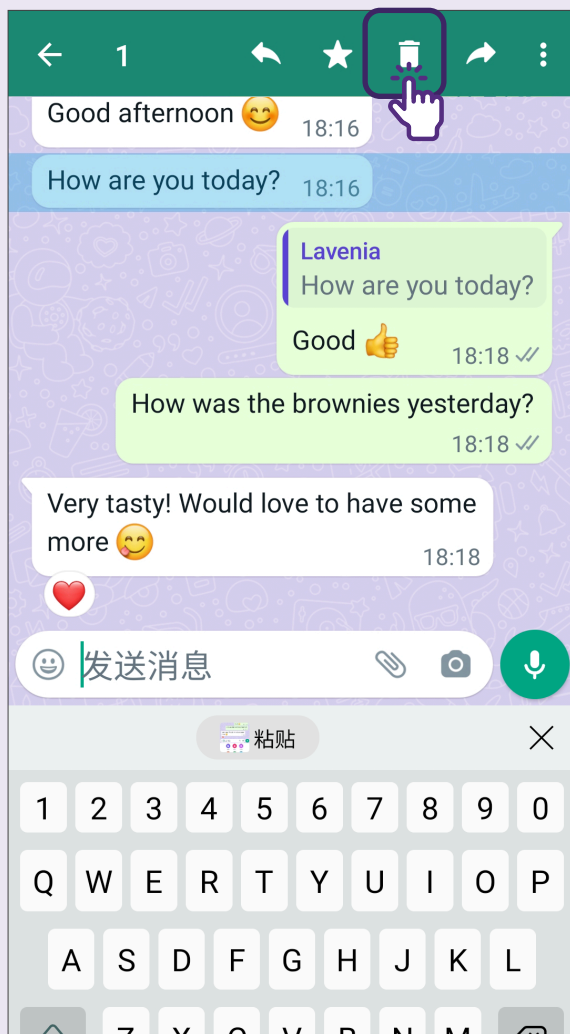 1
Good afternoon 😊 18:16
How are you today? 18:16
Lavenia
How are you today?
Good 👍 18:18
How was the brownies yesterday?
18:18
Very tasty! Would love to have some
more 😋 18:18
发送消息
粘贴
1 2 3 4 5 6 7 8 9 0
Q W E R T Y U I O P
A S D F G H J K L
Z X C V B N M